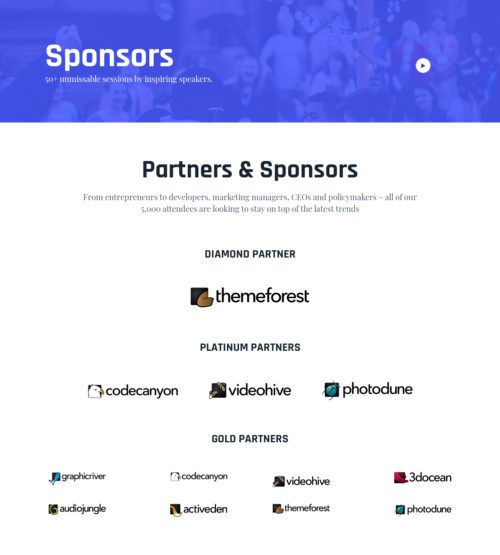 Sponsors
50+ unmissable sessions by inspiring speakers.
Partners & Sponsors
From entrepreneurs to developers, marketing managers, CEOs and policymakers – all of our
5,000 attendees are looking to stay on top of the latest trends
DIAMOND PARTNER
themeforest
PLATINUM PARTNERS
codecanyon videohive photodune
GOLD PARTNERS
graphicriver codecanyon videohive 3docean
audiojungle activeden themeforest photodune